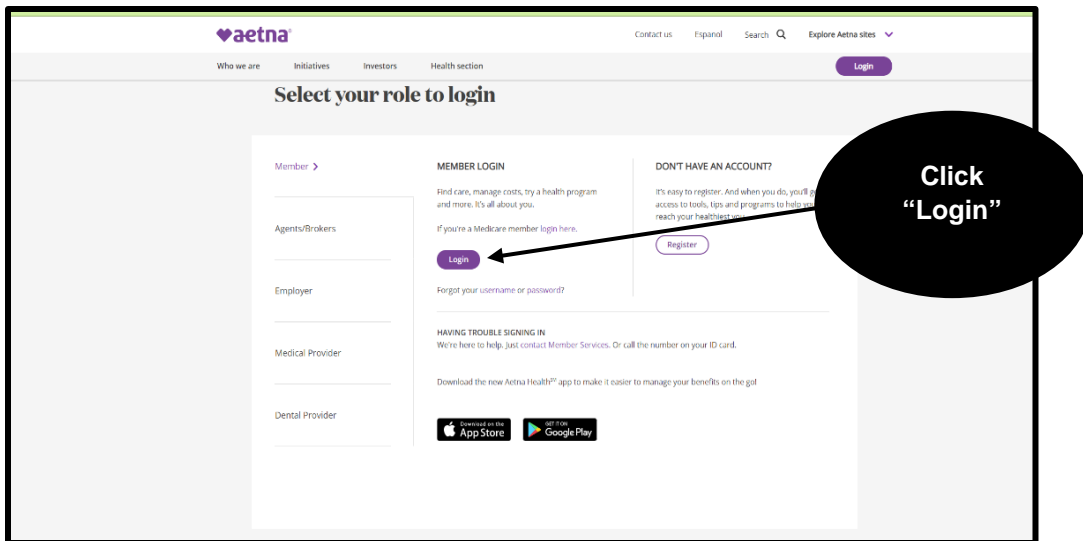 aetna
Contact us Espanol Search Explore Aetna sites
Who we are Initiatives Investors Health section Login
Select your role to login
Member
Agents/Brokers
Employer
Medical Provider
Dental Provider
MEMBER LOGIN
Find care, manage costs, try a health program
and more. It's all about you.
If you're a Medicare member login here.
Login
Forgot your username or password?
DON'T HAVE AN ACCOUNT?
It's easy to register. And when you do, you'll
access to tools, tips and programs to help
reach your healthiest
Register
HAVING TROUBLE SIGNING IN
We're here to help. Just contact Member Services. Or call the number on your ID card.
Download the new Aetna Health℠ app to make it easier to manage your benefits on the go!
Download on the
App Store
GET IT ON
Google Play
Click
“Login”